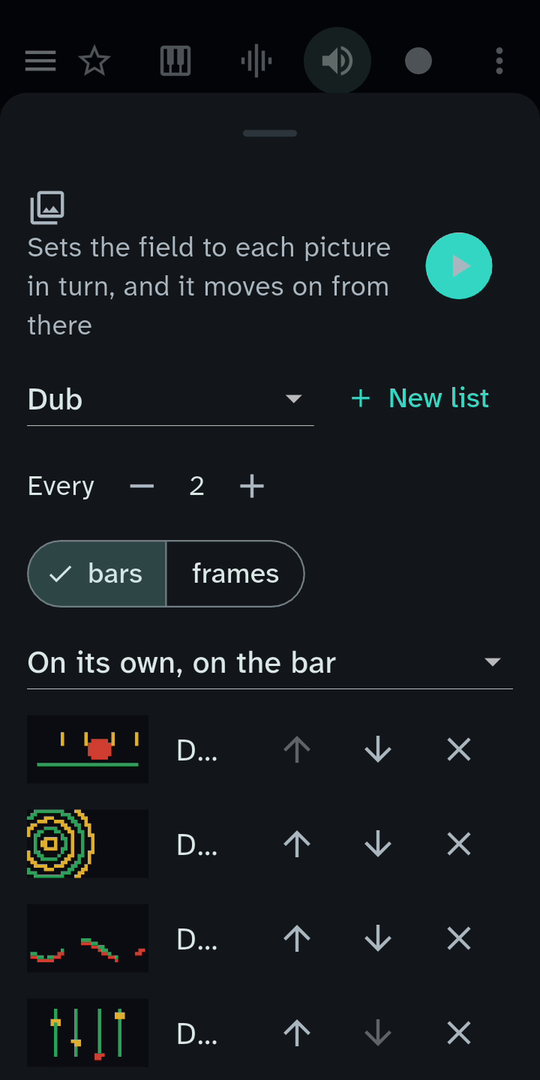 Sets the field to each picture
in turn, and it moves on from
there
Dub
+ New list
Every − 2 +
bars
frames
On its own, on the bar
D...
D...
D...
D...